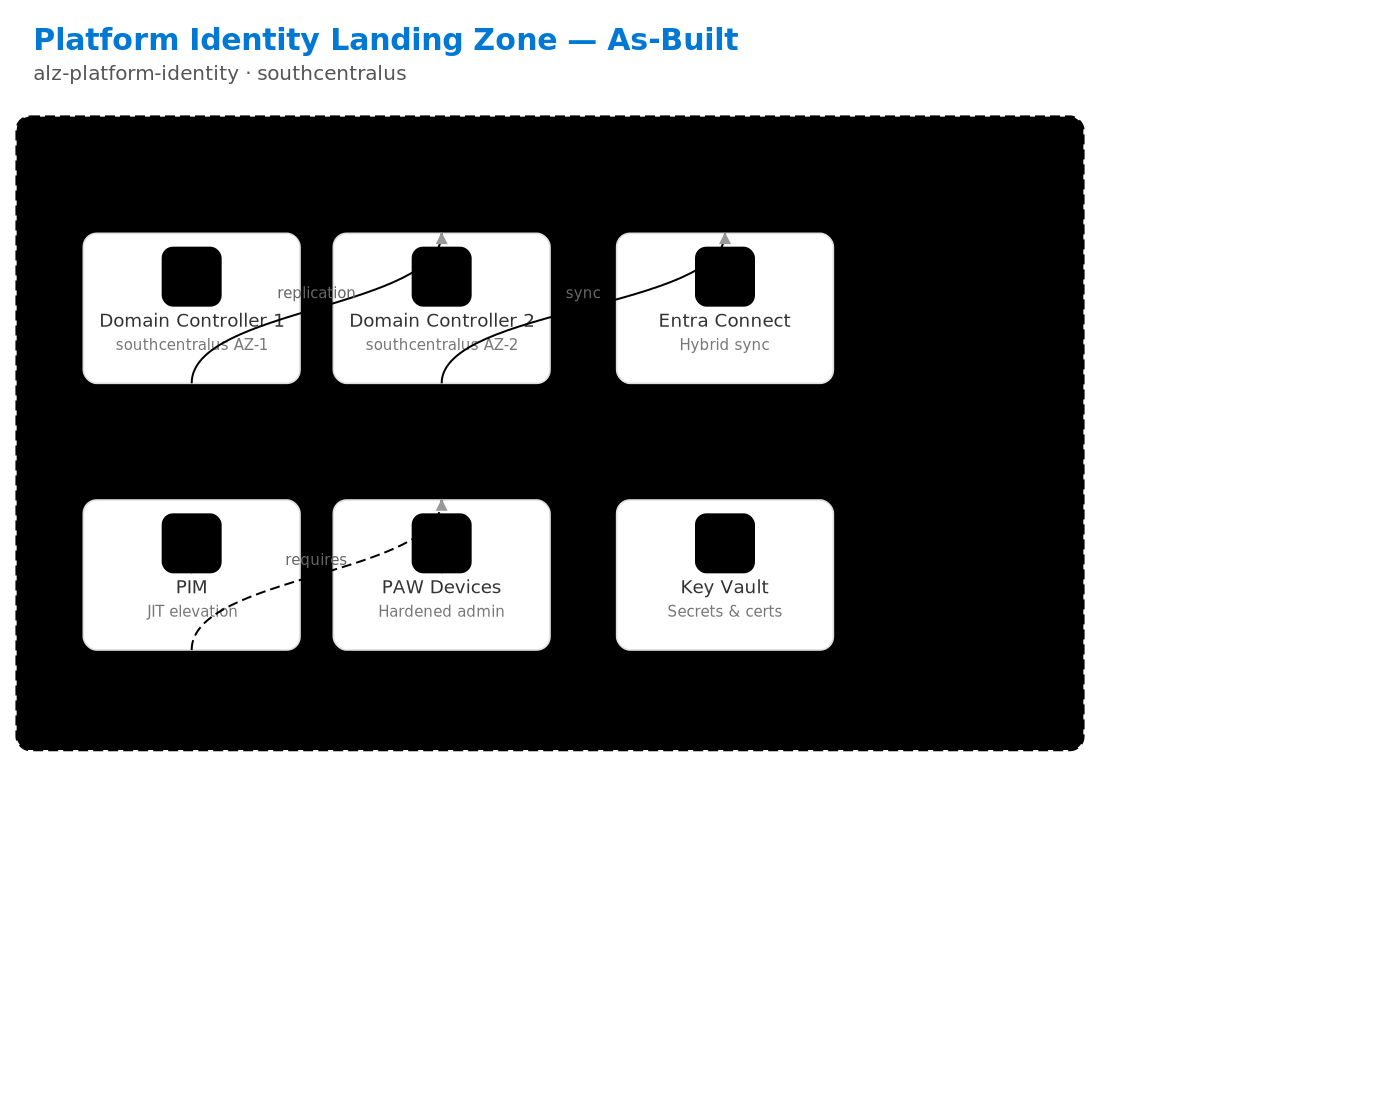 Platform Identity Landing Zone — As-Built
alz-platform-identity · southcentralus
replication
sync
Domain Controller 1
southcentralus AZ-1
Domain Controller 2
southcentralus AZ-2
Entra Connect
Hybrid sync
requires
PIM
JIT elevation
PAW Devices
Hardened admin
Key Vault
Secrets & certs